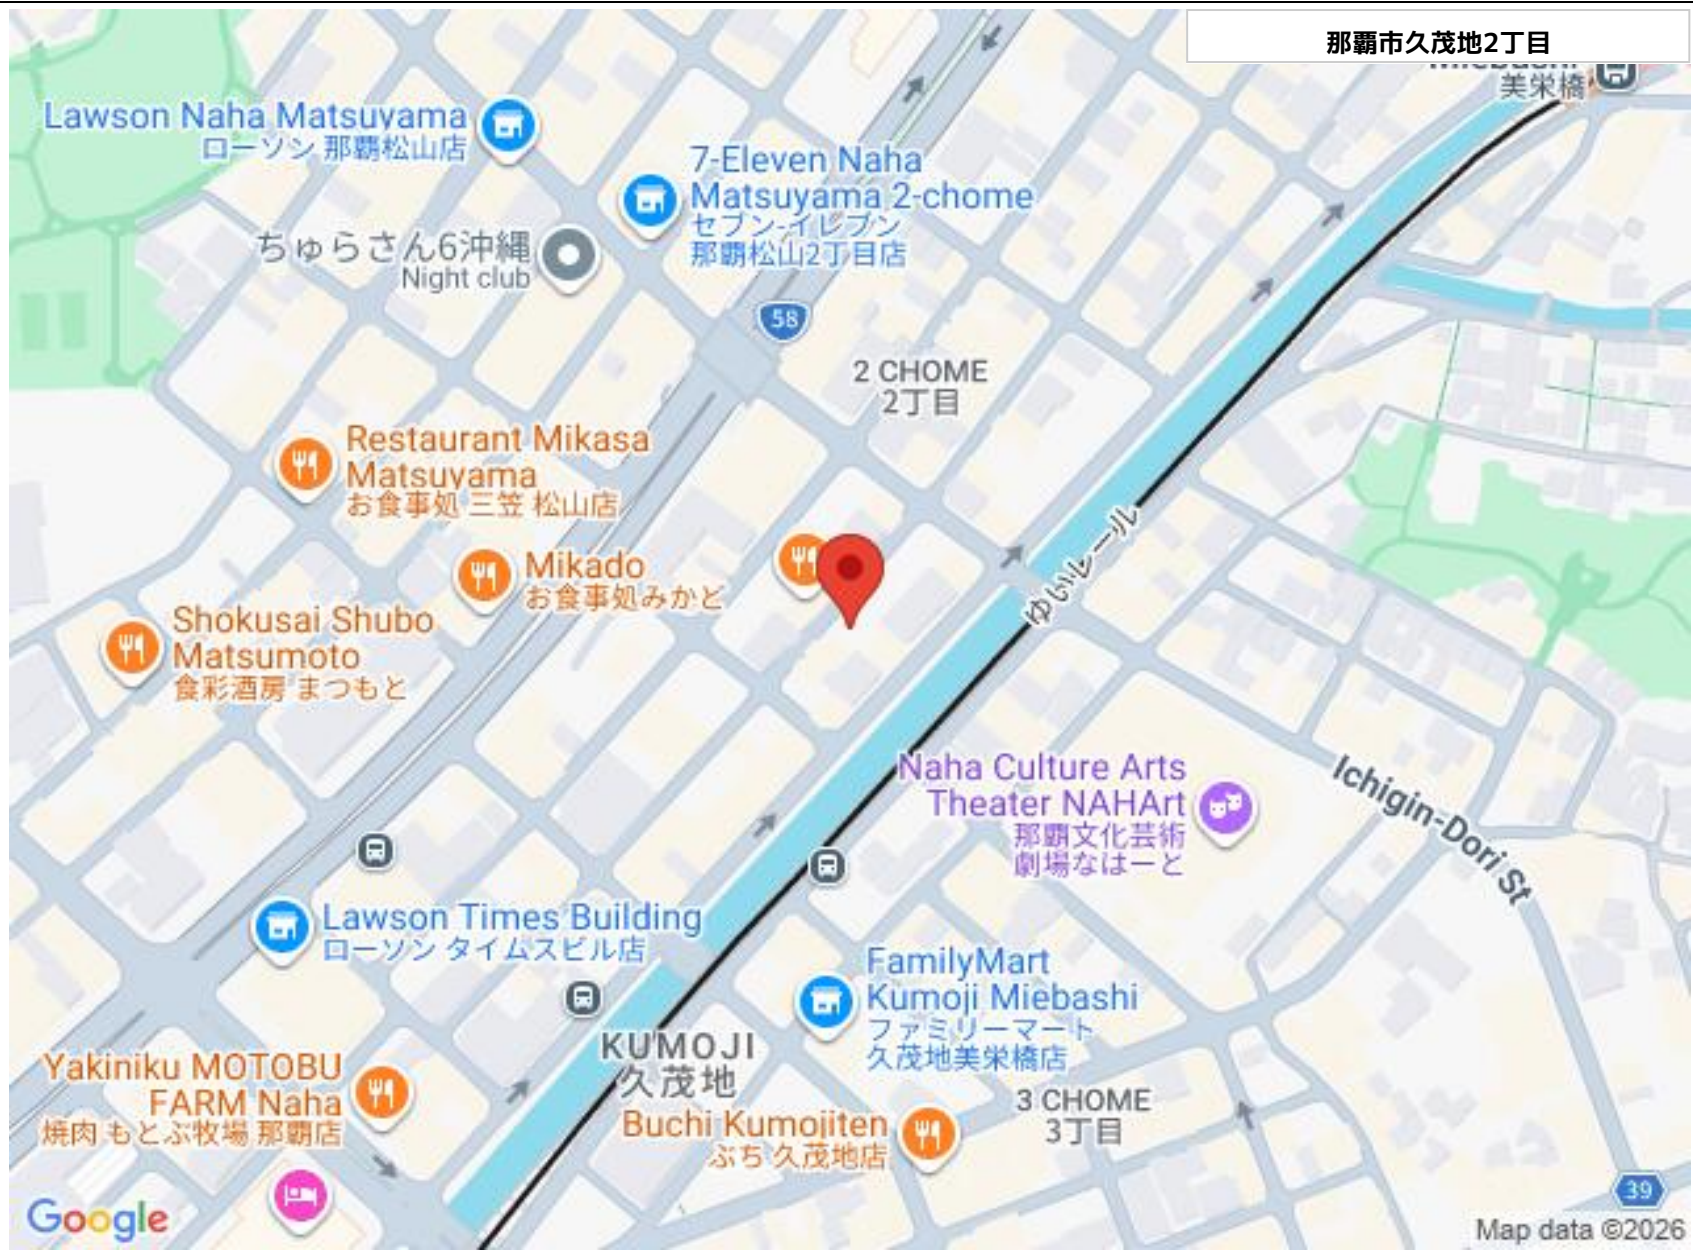 那覇市久茂地2丁目
美栄橋
Lawson Naha Matsuyama
ローソン 那覇松山店
7-Eleven Naha
Matsuyama 2-chome
セブン-イレブン
那覇松山2丁目店
ちゅらさん6沖縄
Night club
58
2 CHOME
2丁目
Restaurant Mikasa
Matsuyama
お食事処 三笠 松山店
Mikado
お食事処みかど
ゆいレール
Shokusai Shubo
Matsumoto
食彩酒房 まつもと
Naha Culture Arts
Theater NAHArt
那覇文化芸術
劇場なはーと
Ichigin-Dori St
Lawson Times Building
ローソン タイムスビル店
FamilyMart
Kumoji Miebashi
ファミリーマート
久茂地美栄橋店
KUMOJI
久茂地
Yakiniku MOTOBU
FARM Naha
焼肉 もとぶ牧場 那覇店
3 CHOME
3丁目
Buchi Kumojiten
ぶち 久茂地店
39
Google
Map data ©2026